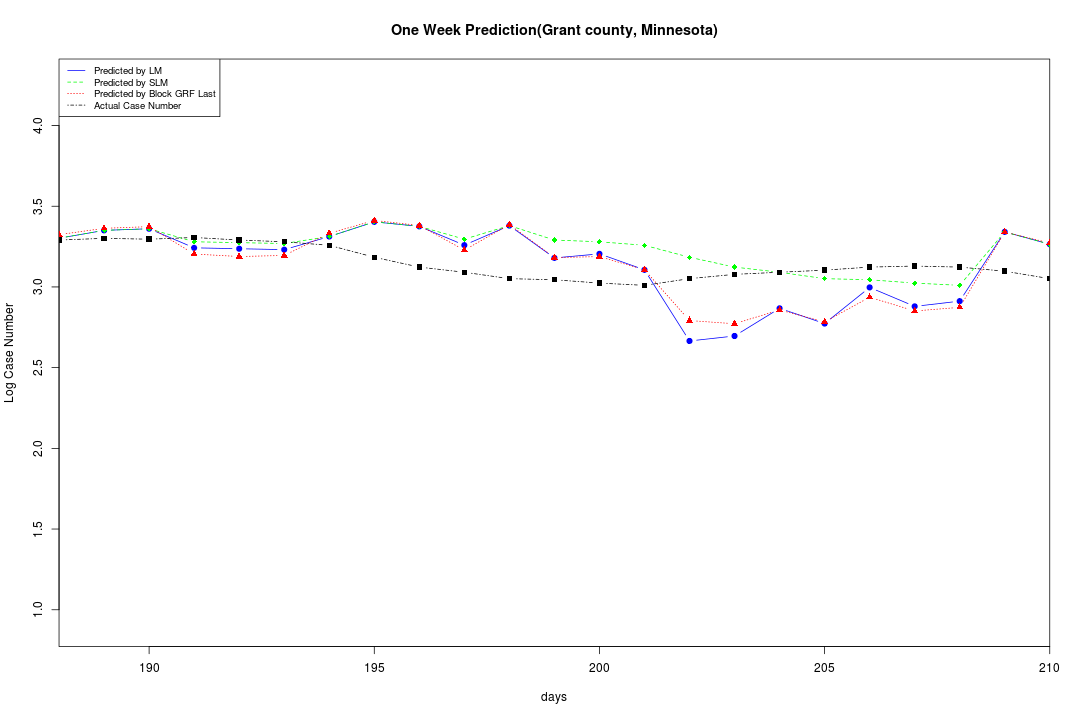 One Week Prediction(Grant county, Minnesota)
Predicted by LM
Predicted by SLM
Predicted by Block GRF Last
Actual Case Number
Log Case Number
4.0
3.5
3.0
2.5
2.0
1.5
1.0
190
195
200
205
210
days